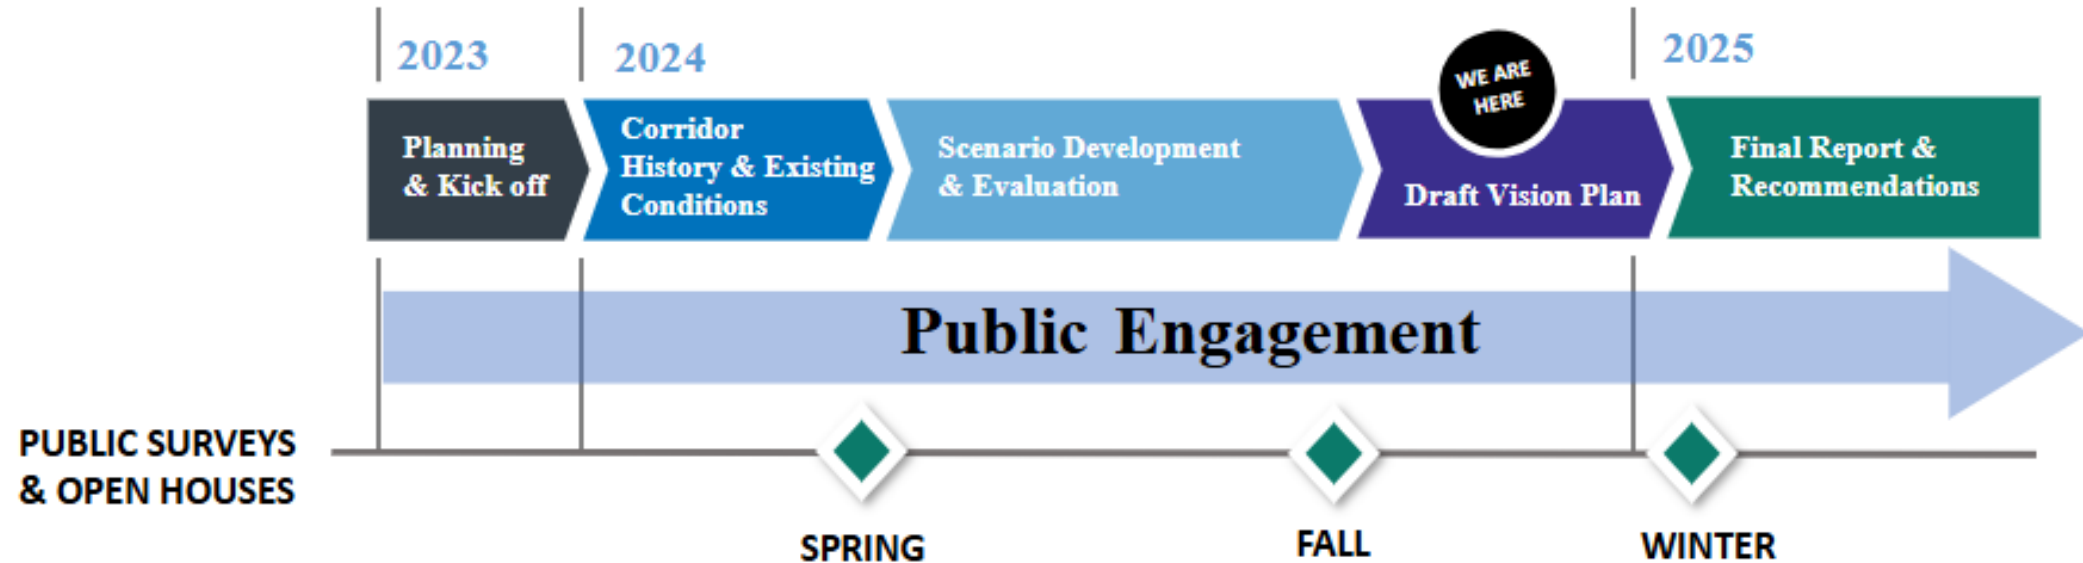 2023
2024
2025
WE ARE
HERE
Planning
& Kick off
Corridor
History & Existing
Conditions
Scenario Development
& Evaluation
Draft Vision Plan
Final Report &
Recommendations
Public Engagement
PUBLIC SURVEYS
& OPEN HOUSES
SPRING
FALL
WINTER